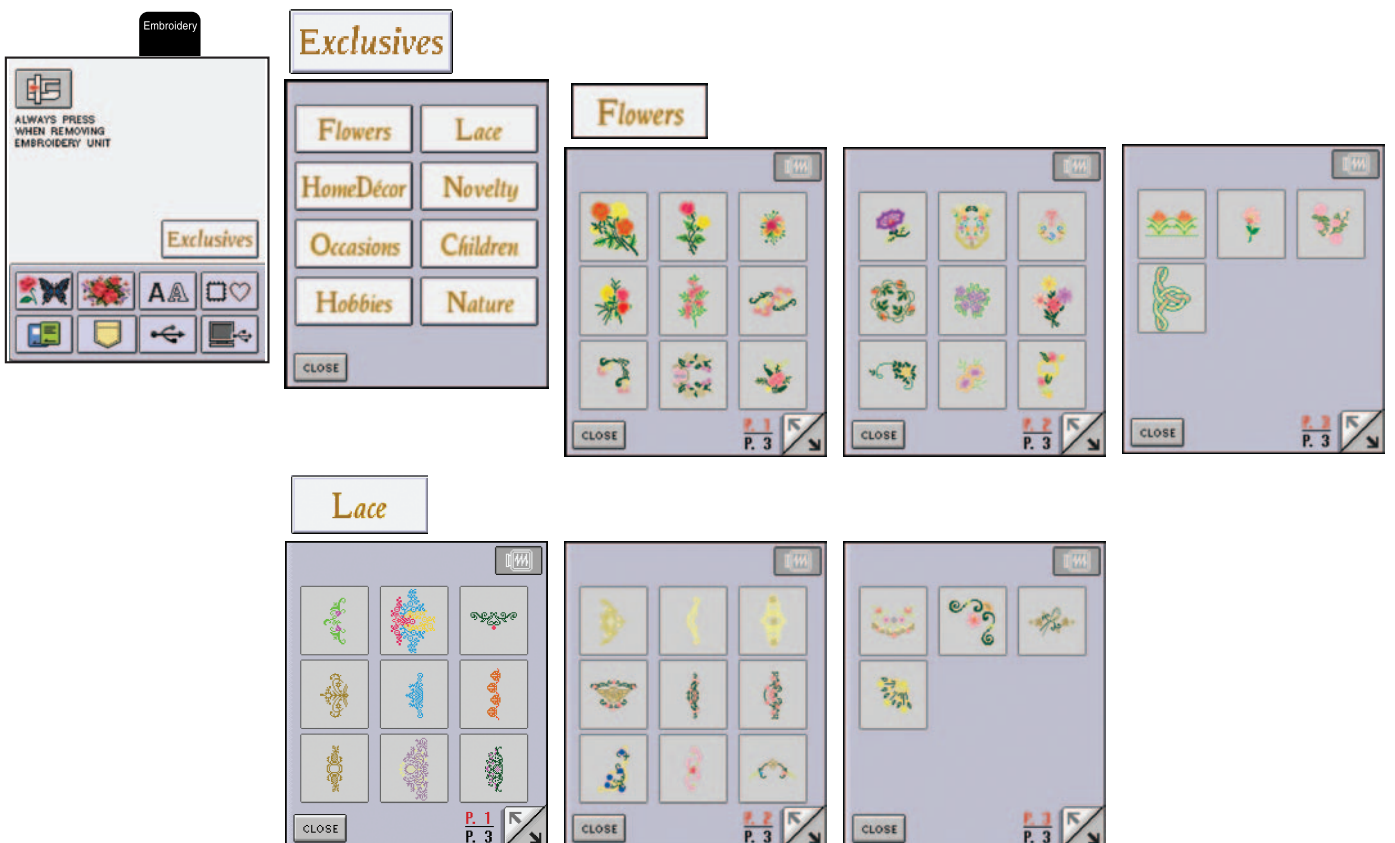 Embroidery
ALWAYS PRESS
WHEN REMOVING
EMBROIDERY UNIT
Exclusives
A A
Exclusives
Flowers
Lace
HomeDécor
Novelty
Occasions
Children
Hobbies
Nature
CLOSE
Flowers
CLOSE
P. 1
P. 3
CLOSE
P. 2
P. 3
CLOSE
P. 3
P. 3
Lace
CLOSE
P. 1
P. 3
CLOSE
P. 2
P. 3
CLOSE
P. 3
P. 3